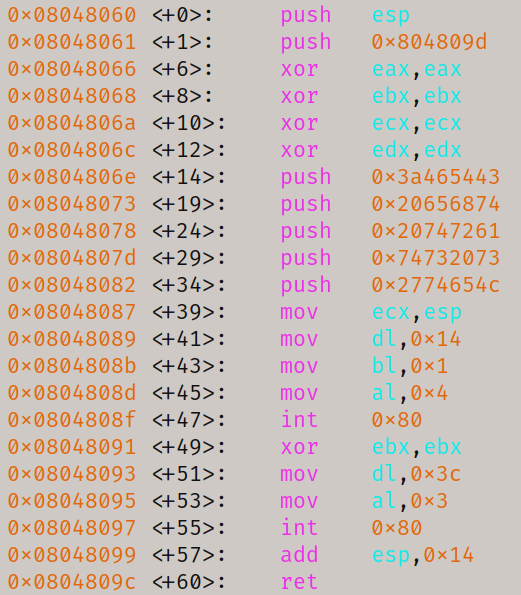 0×08048060 <+0>: push esp
0×08048061 <+1>: push 0×804809d
0×08048066 <+6>: xor eax,eax
0×08048068 <+8>: xor ebx,ebx
0×0804806a <+10>: xor ecx,ecx
0×0804806c <+12>: xor edx,edx
0×0804806e <+14>: push 0×3a465443
0×08048073 <+19>: push 0×20656874
0×08048078 <+24>: push 0×20747261
0×0804807d <+29>: push 0×74732073
0×08048082 <+34>: push 0×2774654c
0×08048087 <+39>: mov ecx,esp
0×08048089 <+41>: mov dl,0×14
0×0804808b <+43>: mov bl,0×1
0×0804808d <+45>: mov al,0×4
0×0804808f <+47>: int 0×80
0×08048091 <+49>: xor ebx,ebx
0×08048093 <+51>: mov dl,0×3c
0×08048095 <+53>: mov al,0×3
0×08048097 <+55>: int 0×80
0×08048099 <+57>: add esp,0×14
0×0804809c <+60>: ret